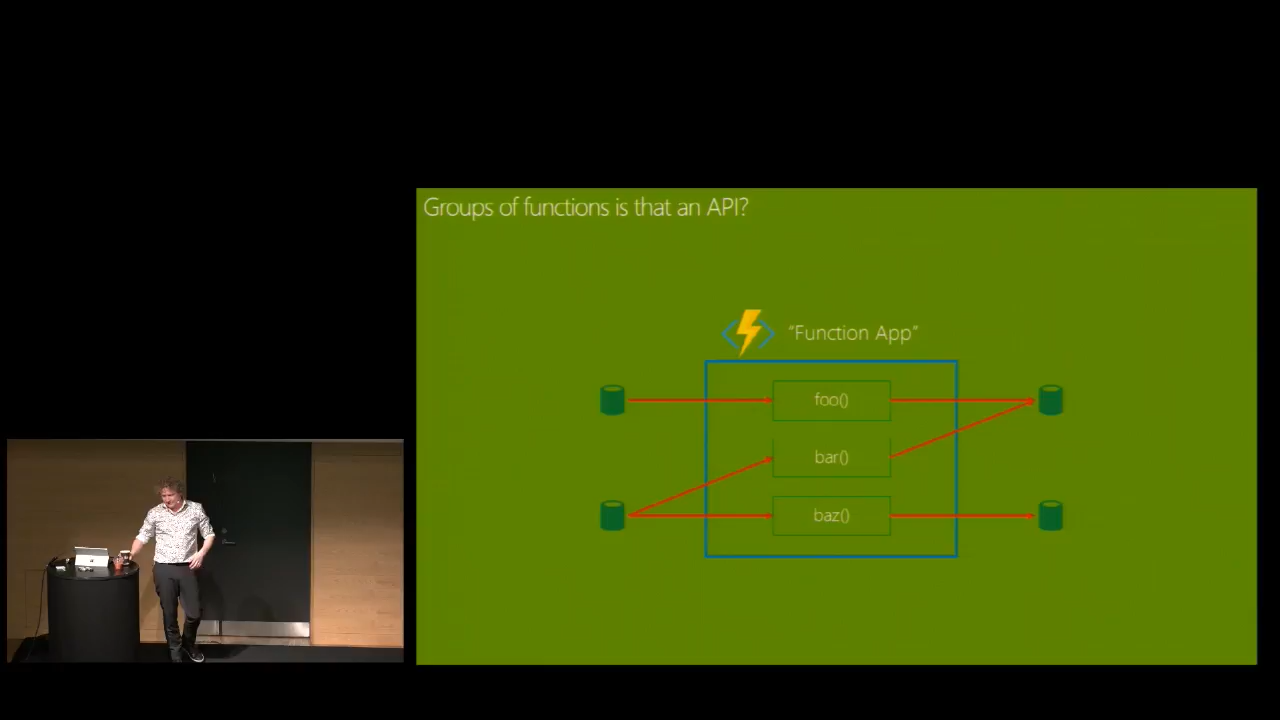 Groups of functions is that an API?
“Function App”
foo()
bar()
baz()